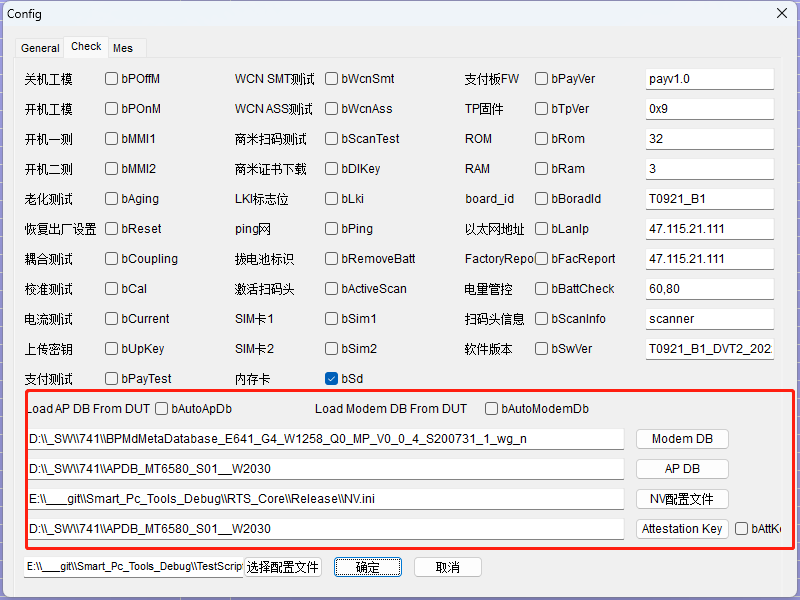 Config
General Check Mes
关机工模 bPOffM WCN SMT测试 bWcnSmt 支付板FW bPayVer payv1.0
开机工模 bPOnM WCN ASS测试 bWcnAss TP固件 bTpVer 0x9
开机一测 bMMI1 商米扫码测试 bScanTest ROM bRom 32
开机二测 bMMI2 商米证书下载 bDlKey RAM bRam 3
老化测试 bAging LKI标志位 bLki board_id bBoradId T0921_B1
恢复出厂设置 bReset ping网 bPing 以太网地址 bLanIp 47.115.21.111
耦合测试 bCoupling 拔电池标识 bRemoveBatt FactoryRepo bFacReport 47.115.21.111
校准测试 bCal 激活扫码头 bActiveScan 电量管控 bBattCheck 60,80
电流测试 bCurrent SIM卡1 bSim1 扫码头信息 bScanInfo scanner
上传密钥 bUpKey SIM卡2 bSim2 软件版本 bSwVer T0921_B1_DVT2_202
支付测试 bPayTest 内存卡 bSd
Load AP DB From DUT bAutoApDb Load Modem DB From DUT bAutoModemDb
D:\\_SW\\741\\BPMdMetaDatabase_E641_G4_W1258_Q0_MP_V0_0_4_S200731_1_wg_n Modem DB
D:\\_SW\\741\\APDB_MT6580_S01__W2030 AP DB
E:\\___git\\Smart_Pc_Tools_Debug\\RTS_Core\\Release\\NV.ini NV配置文件
D:\\_SW\\741\\APDB_MT6580_S01__W2030 Attestation Key bAttKe
E:\\___git\\Smart_Pc_Tools_Debug\\TestScript 选择配置文件 确定 取消